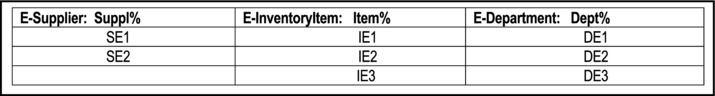 E-Supplier: Suppl% E-InventoryItem: Item% E-Department: Dept%
SE1 IE1 DE1
SE2 IE2 DE2
IE3 DE3